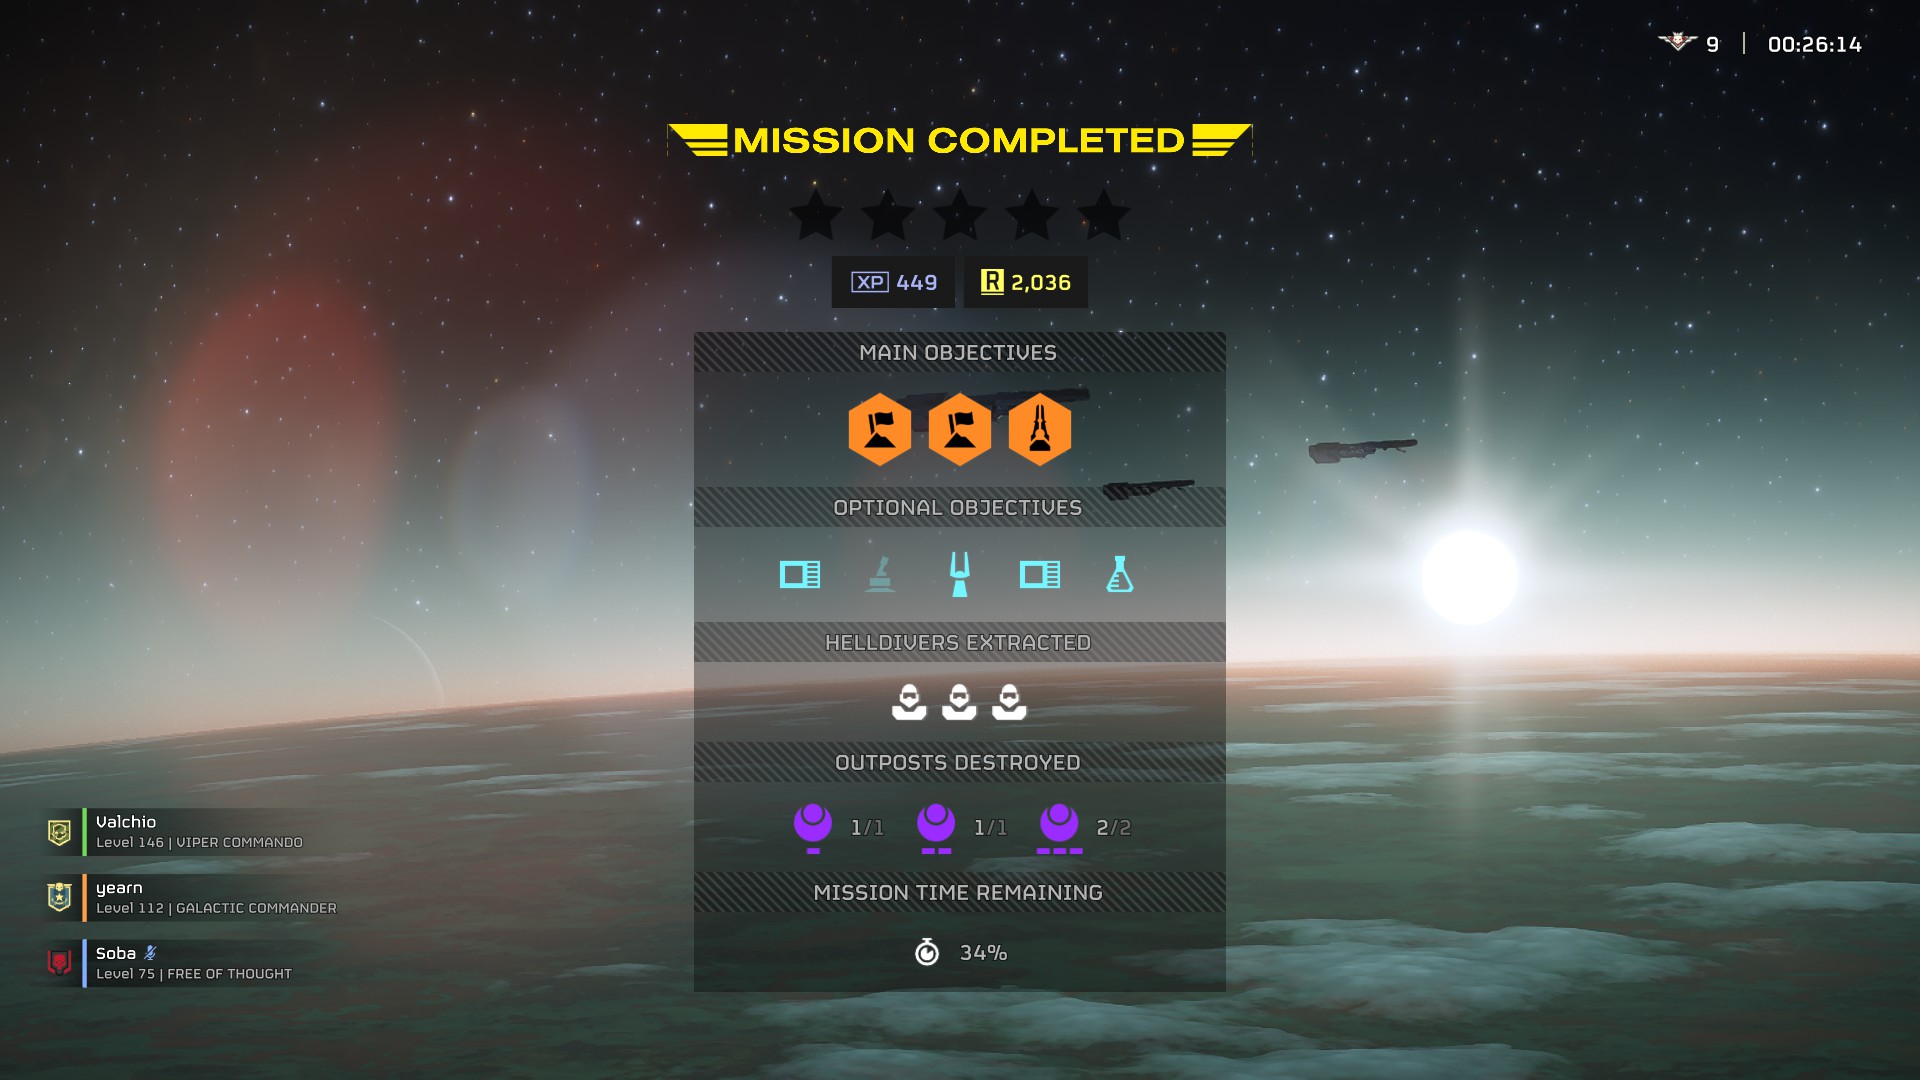 9 | 00:26:14
MISSION COMPLETED
XP 449 R 2,036
MAIN OBJECTIVES
OPTIONAL OBJECTIVES
HELLDIVERS EXTRACTED
OUTPOSTS DESTROYED
1/1 1/1 2/2
MISSION TIME REMAINING
34%
Valchio
Level 146 | VIPER COMMANDO
yearn
Level 112 | GALACTIC COMMANDER
Soba
Level 75 | FREE OF THOUGHT